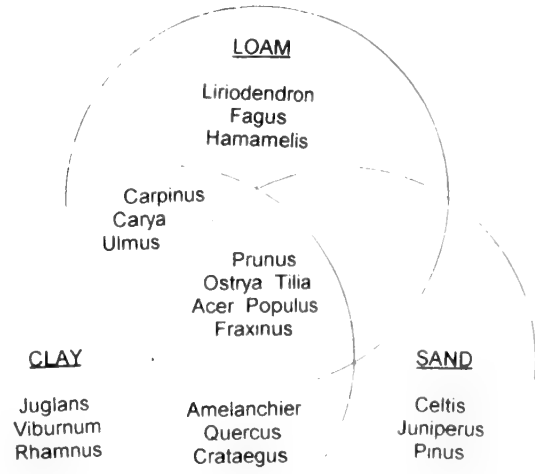 LOAM
Liriodendron
Fagus
Hamamelis
Carpinus
Carya
Ulmus
Prunus
Ostrya Tilia
Acer Populus
Fraxinus
CLAY
Juglans
Viburnum
Rhamnus
Amelanchier
Quercus
Crataegus
SAND
Celtis
Juniperus
Pinus